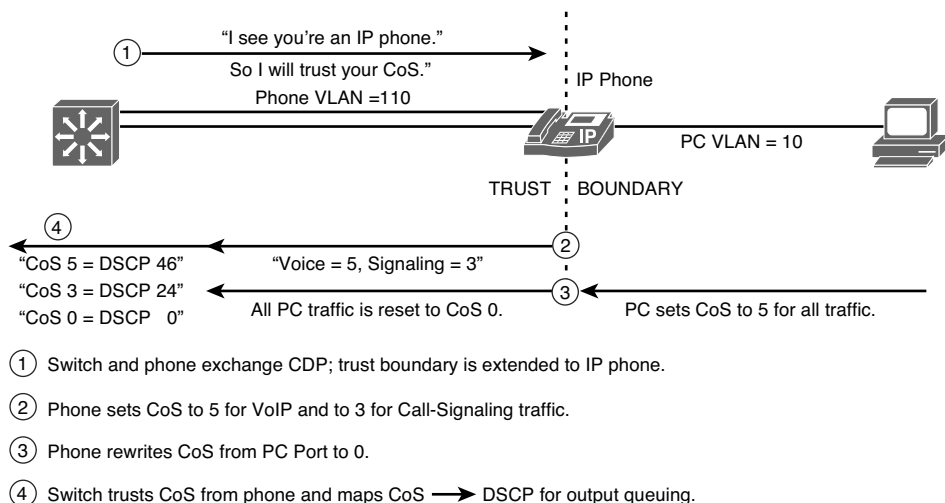 1
“I see you’re an IP phone.”
So I will trust your CoS.”
Phone VLAN =110
IP Phone
IP
PC VLAN = 10
TRUST BOUNDARY
4
2
“CoS 5 = DSCP 46”
“Voice = 5, Signaling = 3”
“CoS 3 = DSCP 24”
3
All PC traffic is reset to CoS 0.
PC sets CoS to 5 for all traffic.
“CoS 0 = DSCP 0”
1 Switch and phone exchange CDP; trust boundary is extended to IP phone.
2 Phone sets CoS to 5 for VoIP and to 3 for Call-Signaling traffic.
3 Phone rewrites CoS from PC Port to 0.
4 Switch trusts CoS from phone and maps CoS → DSCP for output queuing.